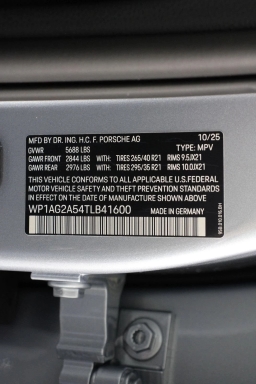 MFD BY DR. ING. H.C. F. PORSCHE AG 10/25
GVWR 5688 LBS TYPE: MPV
GAWR FRONT 2844 LBS WITH: TIRES 265/40 R21 RIMS 9.5JX21
GAWR REAR 2976 LBS WITH: TIRES 295/35 R21 RIMS 10.0JX21
THIS VEHICLE CONFORMS TO ALL APPLICABLE U.S.FEDERAL
MOTOR VEHICLE SAFETY AND THEFT PREVENTION STANDARDS
IN EFFECT ON THE DATE OF MANUFACTURE SHOWN ABOVE.
WP1AG2A54TLB41600 MADE IN GERMANY